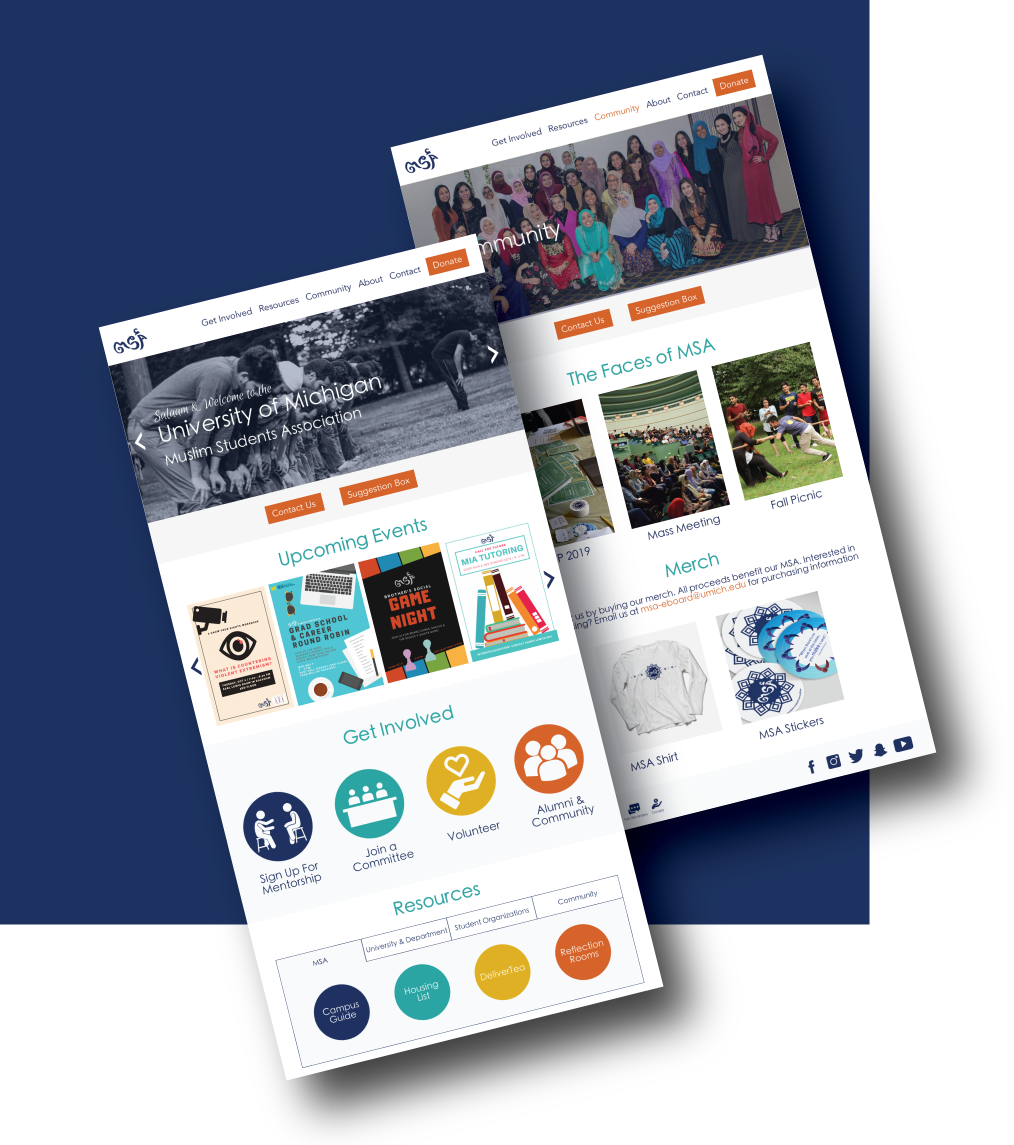 Get Involved Resources Community About Contact Donate
mmunity
Contact Us Suggestion Box
The Faces of MSA
P 2019
Mass Meeting
Fall Picnic
Merch
us by buying our merch. All proceeds benefit our MSA. Interested in
ing? Email us at msa-eboard@umich.edu for purchasing information
MSA Shirt
MSA Stickers
Get Involved Resources Community About Contact Donate
Salaam & Welcome to the
University of Michigan
Muslim Students Association
Contact Us Suggestion Box
Upcoming Events
WHAT IS COUNTERING
VIOLENT EXTREMISM?
GRAD SCHOOL
& CAREER
ROUND ROBIN
BROTHER'S SOCIAL
GAME
NIGHT
MIA TUTORING
Get Involved
Sign Up For
Mentorship
Join a
Committee
Volunteer
Alumni &
Community
Resources
MSA
University & Department
Student Organizations
Community
Campus
Guide
Housing
List
DeliverTea
Reflection
Rooms